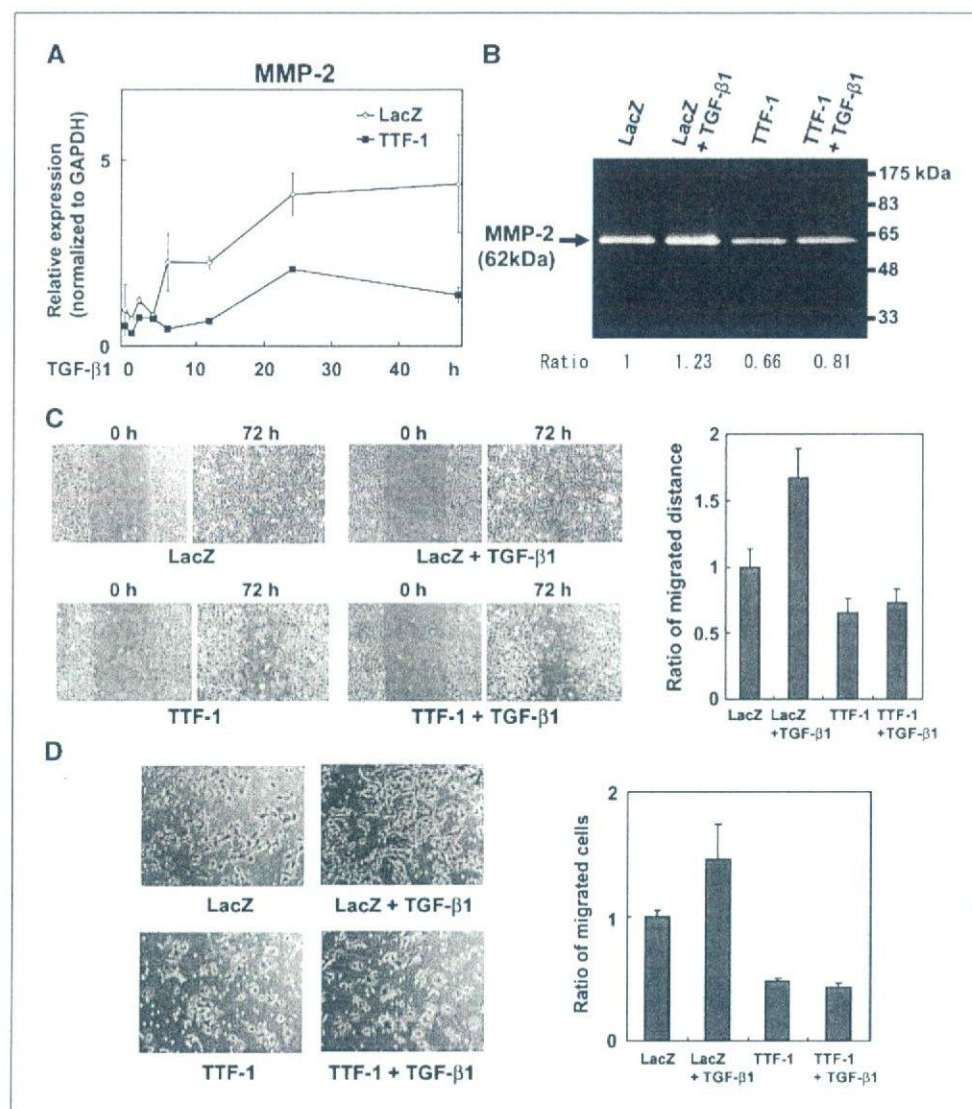 A
MMP-2
LacZ
TTF-1
Relative expression
(normalized to GAPDH)
5
0
TGF-β1 0 10 20 30 40 h
B
LacZ
LacZ
+ TGF-β1
TTF-1
TTF-1
+ TGF-β1
MMP-2
(62kDa)
175 kDa
83
65
48
33
Ratio 1 1.23 0.66 0.81
C
0 h 72 h 0 h 72 h
LacZ LacZ + TGF-β1
0 h 72 h 0 h 72 h
TTF-1 TTF-1 + TGF-β1
Ratio of migrated distance
2
1.5
1
0.5
0
LacZ
LacZ
+TGF-β1
TTF-1
TTF-1
+TGF-β1
D
LacZ LacZ + TGF-β1
TTF-1 TTF-1 + TGF-β1
Ratio of migrated cells
2
1
0
LacZ
LacZ
+ TGF-β1
TTF-1
TTF-1
+ TGF-β1